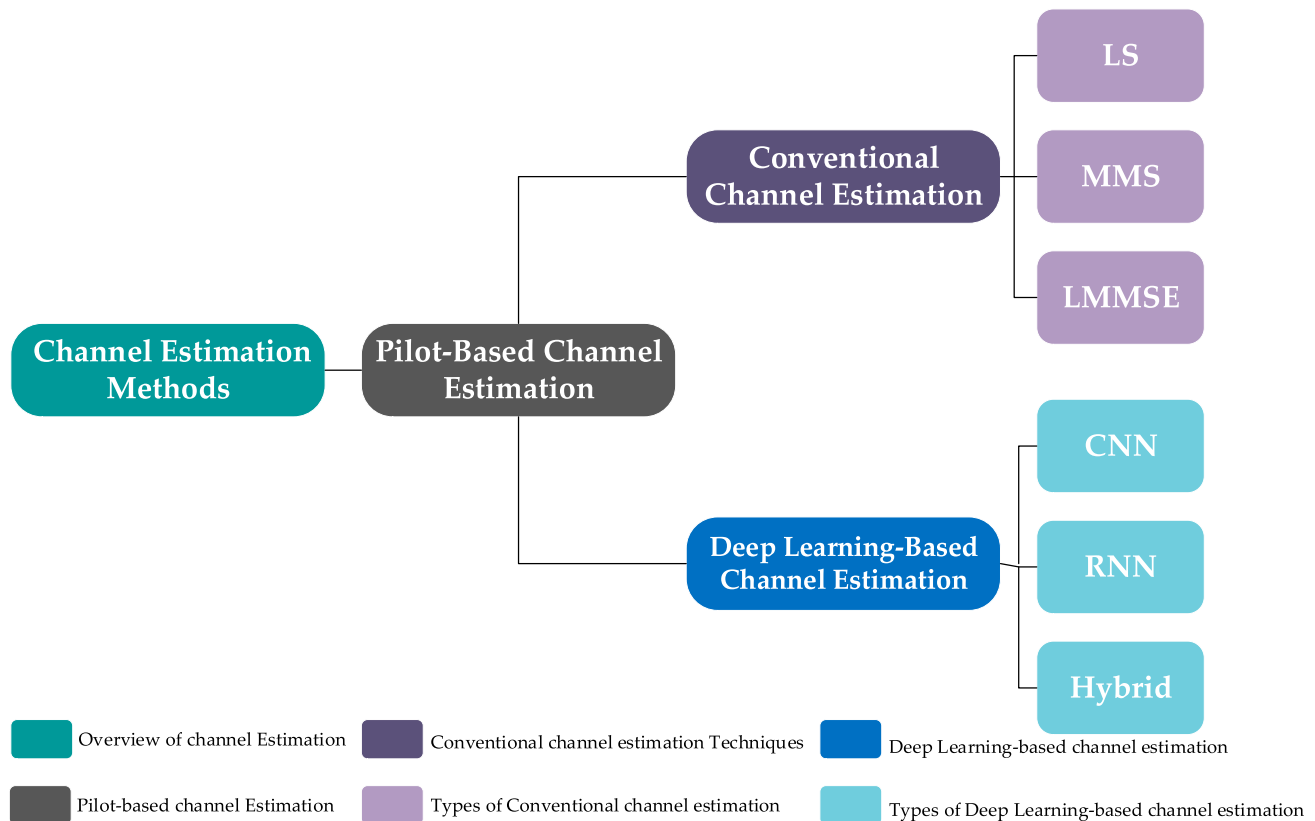 LS
Conventional
Channel Estimation
MMS
LMMSE
Channel Estimation
Methods
Pilot-Based Channel
Estimation
CNN
Deep Learning-Based
Channel Estimation
RNN
Hybrid
Overview of channel Estimation
Conventional channel estimation Techniques
Deep Learning-based channel estimation
Pilot-based channel Estimation
Types of Conventional channel estimation
Types of Deep Learning-based channel estimation